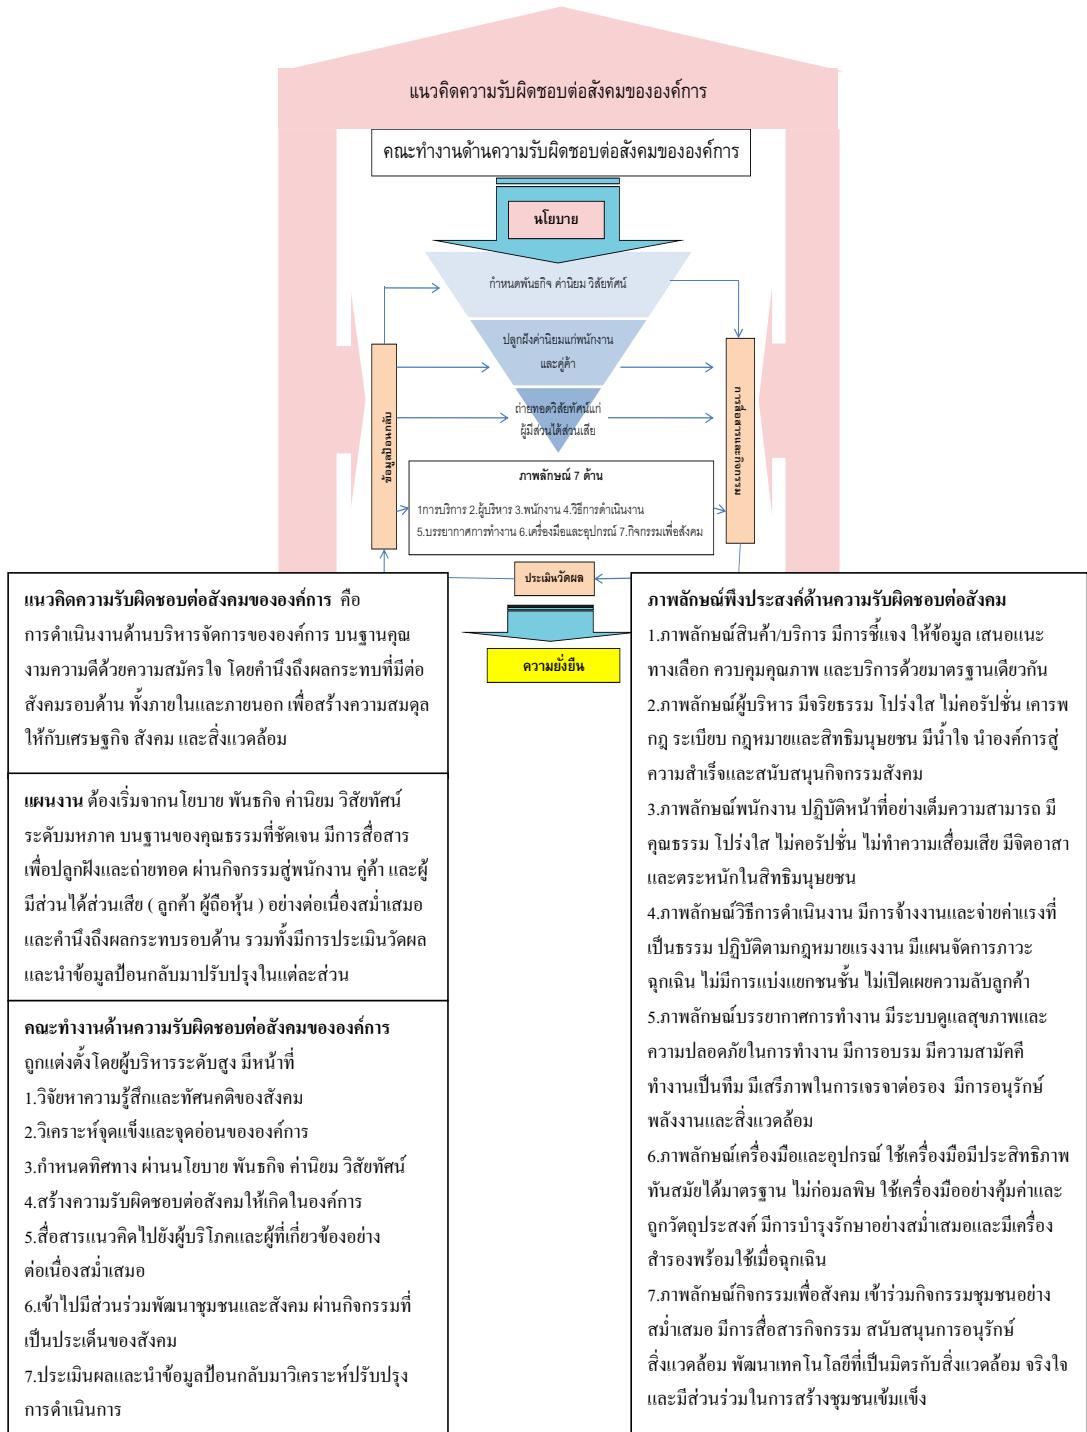 แนวคิดความรับผิดชอบต่อสังคมขององค์การ
คณะทำงานด้านความรับผิดชอบต่อสังคมขององค์การ
นโยบาย
กำหนดพันธกิจ ค่านิยม วิสัยทัศน์
ปลูกฝังค่านิยมแก่พนักงาน
และคู่ค้า
ถ่ายทอดวิสัยทัศน์แก่
ผู้มีส่วนได้ส่วนเสีย
ข้อมูลป้อนกลับ
การสื่อสารและกิจกรรม
ภาพลักษณ์ 7 ด้าน
1การบริการ 2.ผู้บริหาร 3.พนักงาน 4.วิธีการดำเนินงาน
5.บรรยากาศการทำงาน 6.เครื่องมือและอุปกรณ์ 7.กิจกรรมเพื่อสังคม
ประเมินวัดผล
ความยั่งยืน
แนวคิดความรับผิดชอบต่อสังคมขององค์การ คือ
การดำเนินงานด้านบริหารจัดการขององค์การ บนฐานคุณ
งามความดีด้วยความสมัครใจ โดยคำนึงถึงผลกระทบที่มีต่อ
สังคมรอบด้าน ทั้งภายในและภายนอก เพื่อสร้างความสมดุล
ให้กับเศรษฐกิจ สังคม และสิ่งแวดล้อม
แผนงาน ต้องเริ่มจากนโยบาย พันธกิจ ค่านิยม วิสัยทัศน์
ระดับมหภาค บนฐานของคุณธรรมที่ชัดเจน มีการสื่อสาร
เพื่อปลูกฝังและถ่ายทอด ผ่านกิจกรรมสู่พนักงาน คู่ค้า และผู้
มีส่วนได้ส่วนเสีย ( ลูกค้า ผู้ถือหุ้น ) อย่างต่อเนื่องสม่ำเสมอ
และคำนึงถึงผลกระทบรอบด้าน รวมทั้งมีการประเมินวัดผล
และนำข้อมูลป้อนกลับมาปรับปรุงในแต่ละส่วน
คณะทำงานด้านความรับผิดชอบต่อสังคมขององค์การ
ถูกแต่งตั้งโดยผู้บริหารระดับสูง มีหน้าที่
1.วิจัยหาความรู้สึกและทัศนคติของสังคม
2.วิเคราะห์จุดแข็งและจุดอ่อนขององค์การ
3.กำหนดทิศทาง ผ่านนโยบาย พันธกิจ ค่านิยม วิสัยทัศน์
4.สร้างความรับผิดชอบต่อสังคมให้เกิดในองค์การ
5.สื่อสารแนวคิดไปยังผู้บริโภคและผู้ที่เกี่ยวข้องอย่าง
ต่อเนื่องสม่ำเสมอ
6.เข้าไปมีส่วนร่วมพัฒนาชุมชนและสังคม ผ่านกิจกรรมที่
เป็นประเด็นของสังคม
7.ประเมินผลและนำข้อมูลป้อนกลับมาวิเคราะห์ปรับปรุง
การดำเนินการ
ภาพลักษณ์พึงประสงค์ด้านความรับผิดชอบต่อสังคม
1.ภาพลักษณ์สินค้า/บริการ มีการชี้แจง ให้ข้อมูล เสนอแนะ
ทางเลือก ควบคุมคุณภาพ และบริการด้วยมาตรฐานเดียวกัน
2.ภาพลักษณ์ผู้บริหาร มีจริยธรรม โปร่งใส ไม่คอรัปชั่น เคารพ
กฎ ระเบียบ กฎหมายและสิทธิมนุษยชน มีน้ำใจ นำองค์การสู่
ความสำเร็จและสนับสนุนกิจกรรมสังคม
3.ภาพลักษณ์พนักงาน ปฏิบัติหน้าที่อย่างเต็มความสามารถ มี
คุณธรรม โปร่งใส ไม่คอรัปชั่น ไม่ทำความเสื่อมเสีย มีจิตอาสา
และตระหนักในสิทธิมนุษยชน
4.ภาพลักษณ์วิธีการดำเนินงาน มีการจ้างงานและจ่ายค่าแรงที่
เป็นธรรม ปฏิบัติตามกฎหมายแรงงาน มีแผนจัดการภาวะ
ฉุกเฉิน ไม่มีการแบ่งแยกชนชั้น ไม่เปิดเผยความลับลูกค้า
5.ภาพลักษณ์บรรยากาศการทำงาน มีระบบดูแลสุขภาพและ
ความปลอดภัยในการทำงาน มีการอบรม มีความสามัคคี
ทำงานเป็นทีม มีเสรีภาพในการเจรจาต่อรอง มีการอนุรักษ์
พลังงานและสิ่งแวดล้อม
6.ภาพลักษณ์เครื่องมือและอุปกรณ์ ใช้เครื่องมือมีประสิทธิภาพ
ทันสมัยได้มาตรฐาน ไม่ก่อมลพิษ ใช้เครื่องมืออย่างคุ้มค่าและ
ถูกวัตถุประสงค์ มีการบำรุงรักษาอย่างสม่ำเสมอและมีเครื่อง
สำรองพร้อมใช้เมื่อฉุกเฉิน
7.ภาพลักษณ์กิจกรรมเพื่อสังคม เข้าร่วมกิจกรรมชุมชนอย่าง
สม่ำเสมอ มีการสื่อสารกิจกรรม สนับสนุนการอนุรักษ์
สิ่งแวดล้อม พัฒนาเทคโนโลยีที่เป็นมิตรกับสิ่งแวดล้อม จริงใจ
และมีส่วนร่วมในการสร้างชุมชนเข้มแข็ง